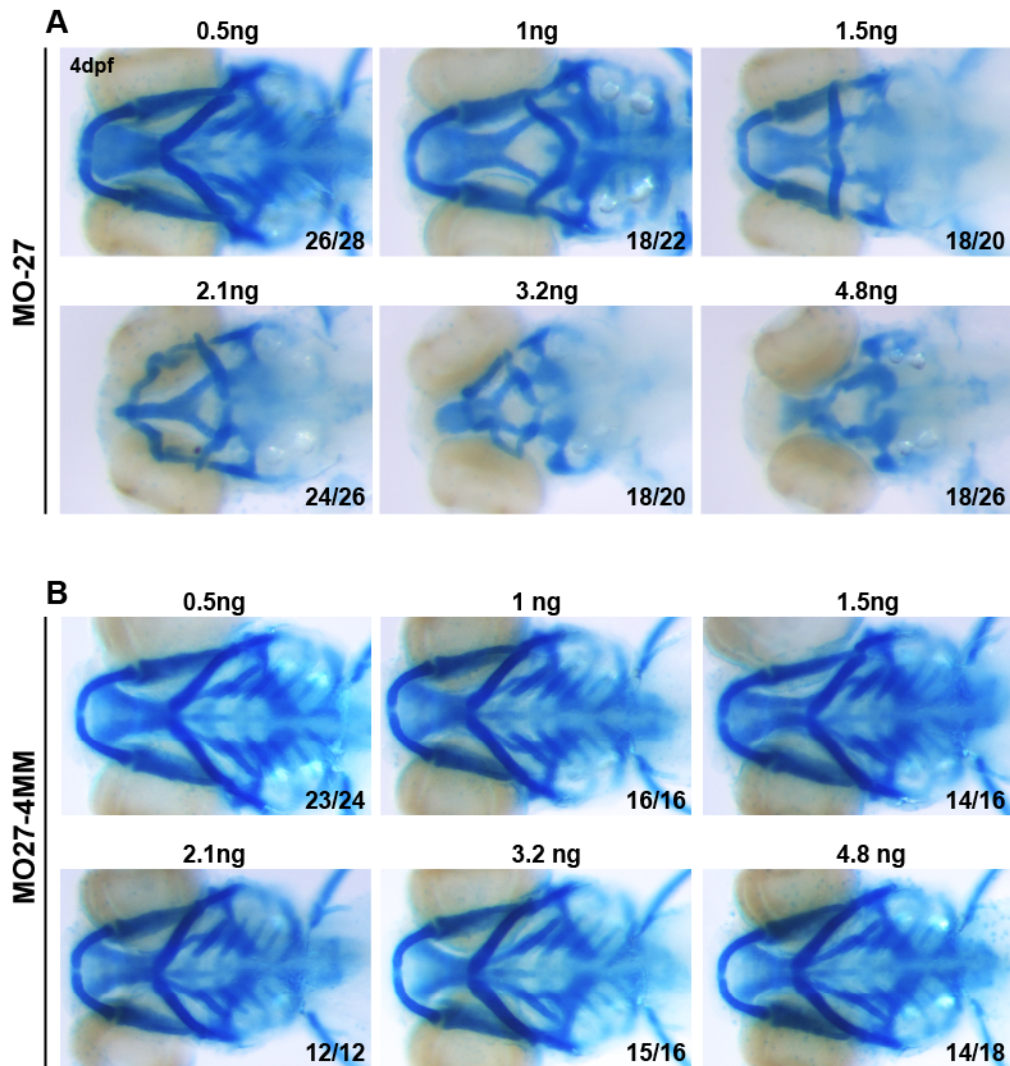 A
0.5ng
1ng
1.5ng
4dpf
26/28
18/22
18/20
MO-27
2.1ng
3.2ng
4.8ng
24/26
18/20
18/26
B
0.5ng
1 ng
1.5ng
23/24
16/16
14/16
MO27-4MM
2.1ng
3.2 ng
4.8 ng
12/12
15/16
14/18